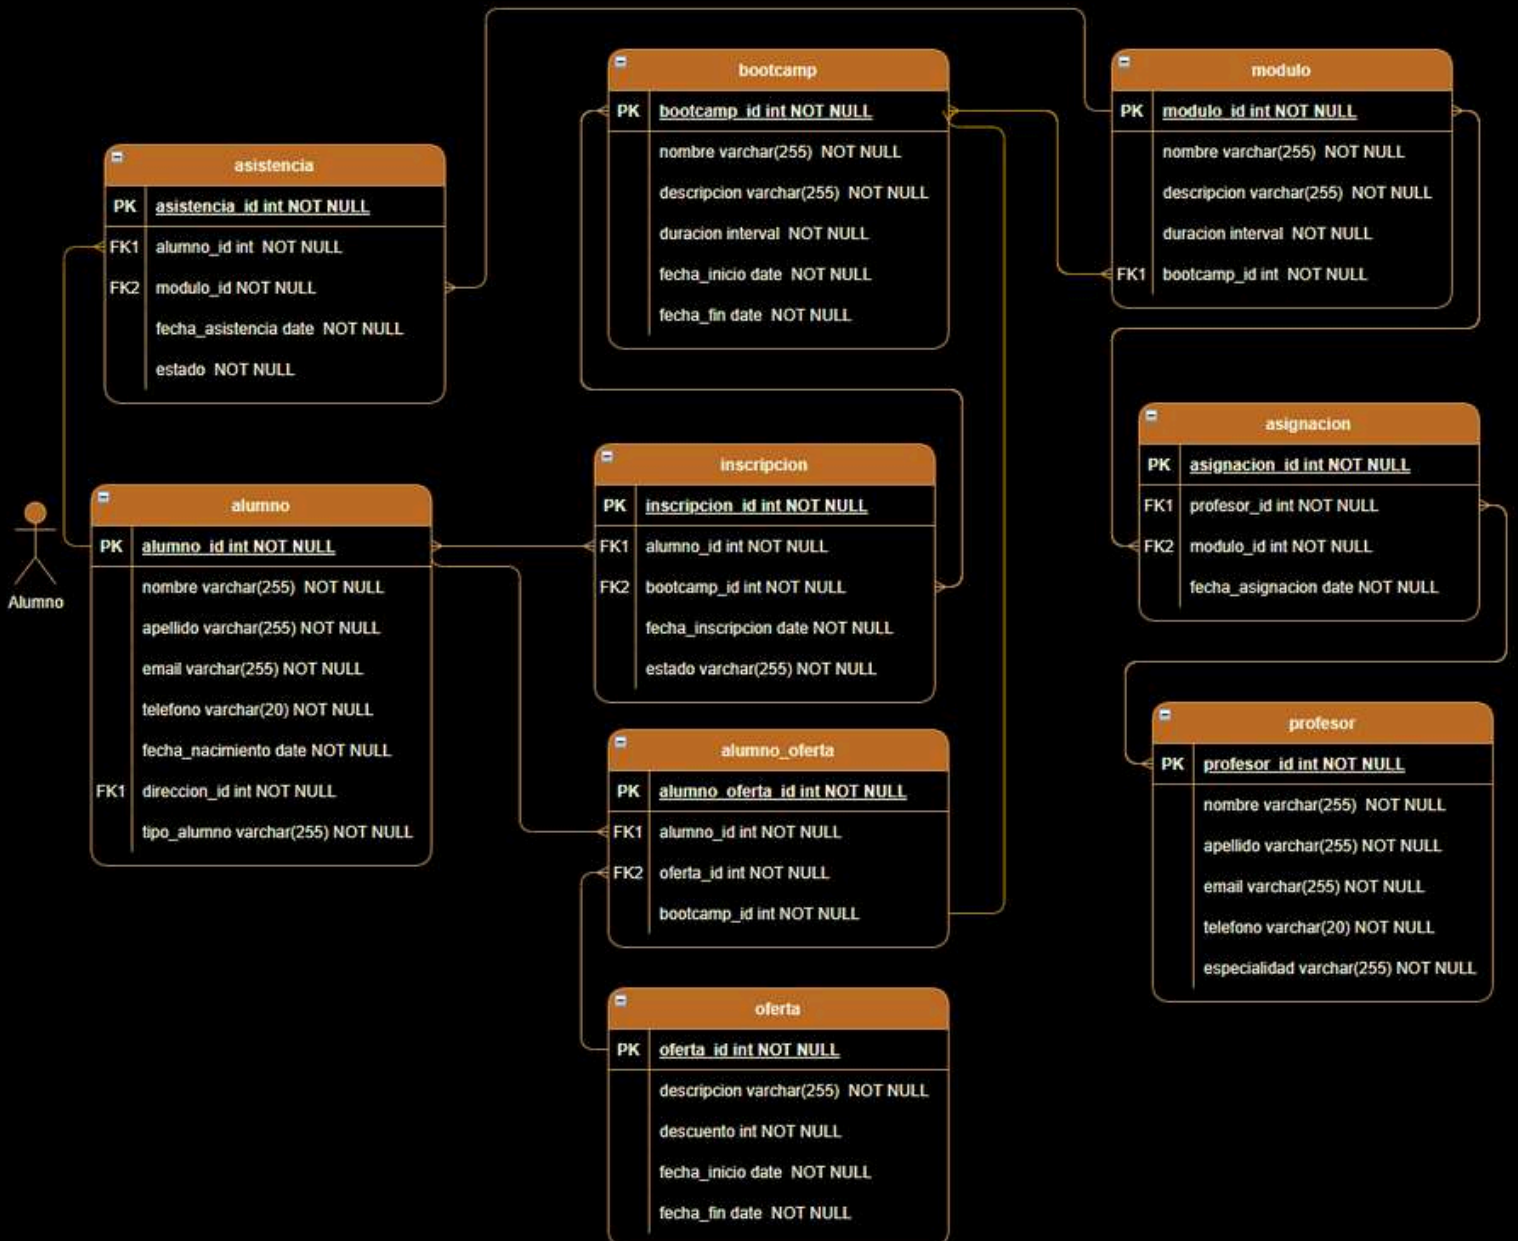 bootcamp
PK bootcamp_id int NOT NULL
nombre varchar(255) NOT NULL
descripcion varchar(255) NOT NULL
duracion interval NOT NULL
fecha_inicio date NOT NULL
fecha_fin date NOT NULL
modulo
PK modulo_id int NOT NULL
nombre varchar(255) NOT NULL
descripcion varchar(255) NOT NULL
duracion interval NOT NULL
FK1 bootcamp_id int NOT NULL
asistencia
PK asistencia_id int NOT NULL
FK1 alumno_id int NOT NULL
FK2 modulo_id NOT NULL
fecha_asistencia date NOT NULL
estado NOT NULL
asignacion
PK asignacion_id int NOT NULL
FK1 profesor_id int NOT NULL
FK2 modulo_id int NOT NULL
fecha_asignacion date NOT NULL
inscripcion
PK inscripcion_id int NOT NULL
FK1 alumno_id int NOT NULL
FK2 bootcamp_id int NOT NULL
fecha_inscripcion date NOT NULL
estado varchar(255) NOT NULL
Alumno
alumno
PK alumno_id int NOT NULL
nombre varchar(255) NOT NULL
apellido varchar(255) NOT NULL
email varchar(255) NOT NULL
telefono varchar(20) NOT NULL
fecha_nacimiento date NOT NULL
FK1 direccion_id int NOT NULL
tipo_alumno varchar(255) NOT NULL
alumno_oferta
PK alumno_oferta_id int NOT NULL
FK1 alumno_id int NOT NULL
FK2 oferta_id int NOT NULL
bootcamp_id int NOT NULL
profesor
PK profesor_id int NOT NULL
nombre varchar(255) NOT NULL
apellido varchar(255) NOT NULL
email varchar(255) NOT NULL
telefono varchar(20) NOT NULL
especialidad varchar(255) NOT NULL
oferta
PK oferta_id int NOT NULL
descripcion varchar(255) NOT NULL
descuento int NOT NULL
fecha_inicio date NOT NULL
fecha_fin date NOT NULL